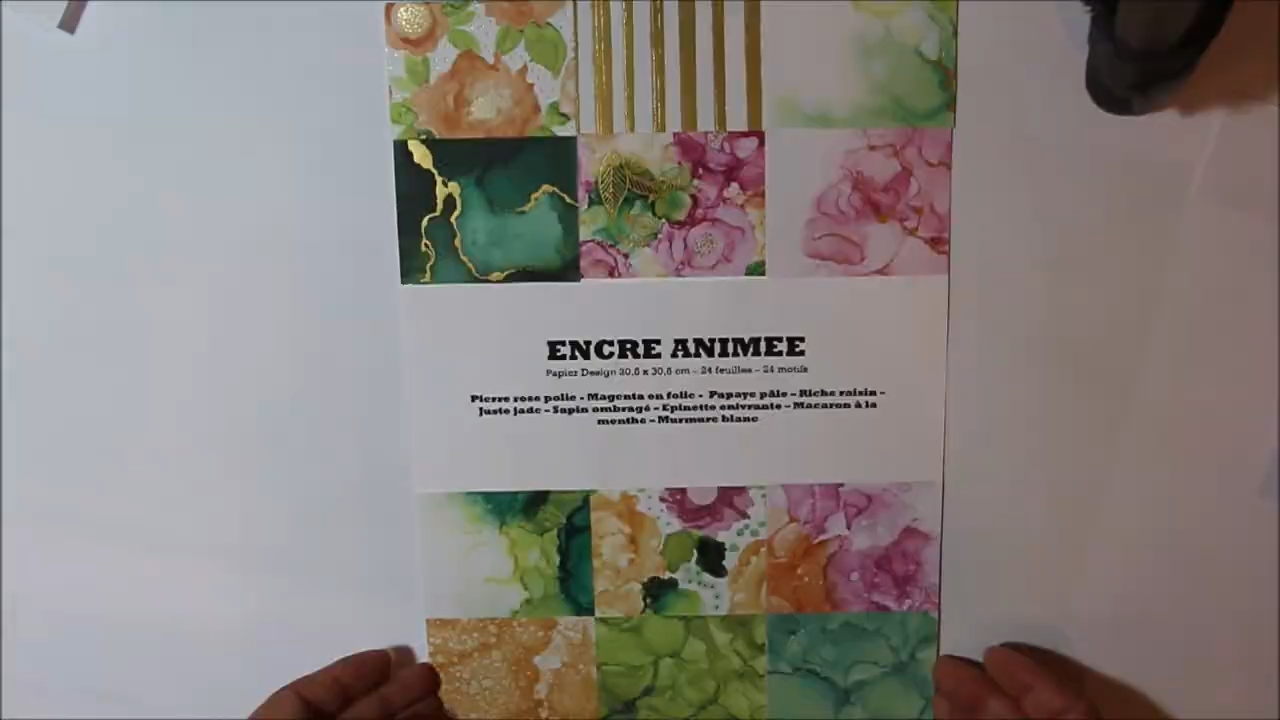 ENCRE ANIMEE
Papier Design 30,5 x 30,5 cm – 24 feuilles – 24 motifs
Pierre rose polie - Magenta en folie - Papaye pâle – Riche raisin –
Juste jade – Sapin ombragé – Epinette enivrante – Macaron à la
menthe – Murmure blanc